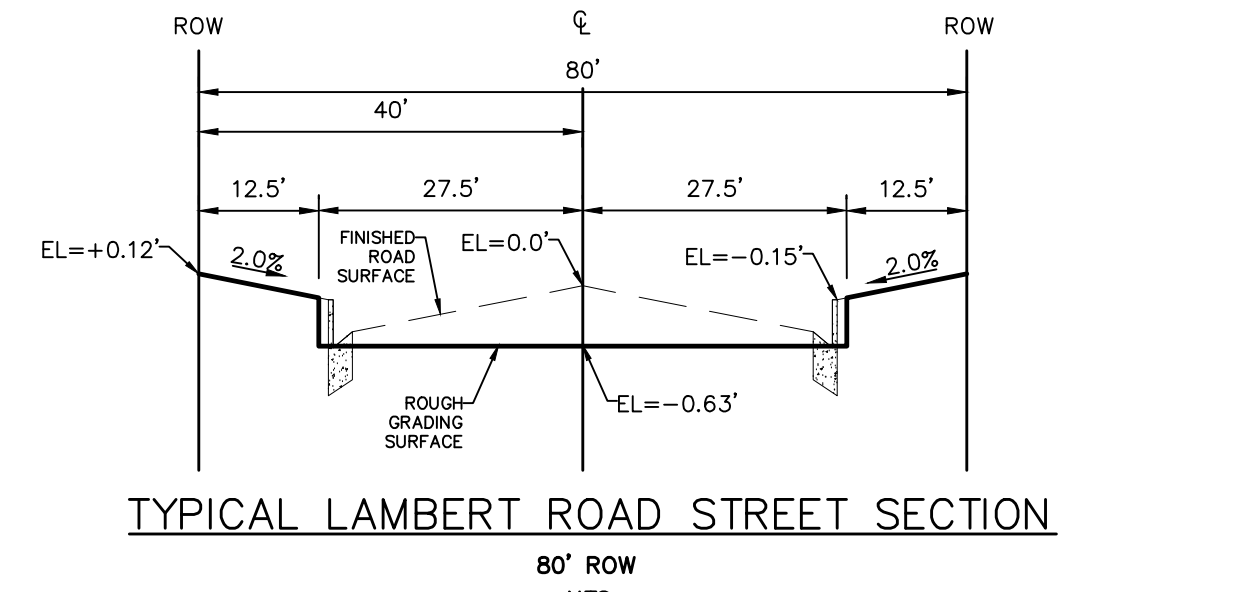 ROW
℄
ROW
80'
40'
12.5'
27.5'
27.5'
12.5'
EL=+0.12'
2.0%
FINISHED
ROAD
SURFACE
EL=0.0'
EL=-0.15'
2.0%
ROUGH
GRADING
SURFACE
EL=-0.63'
TYPICAL LAMBERT ROAD STREET SECTION
80' ROW